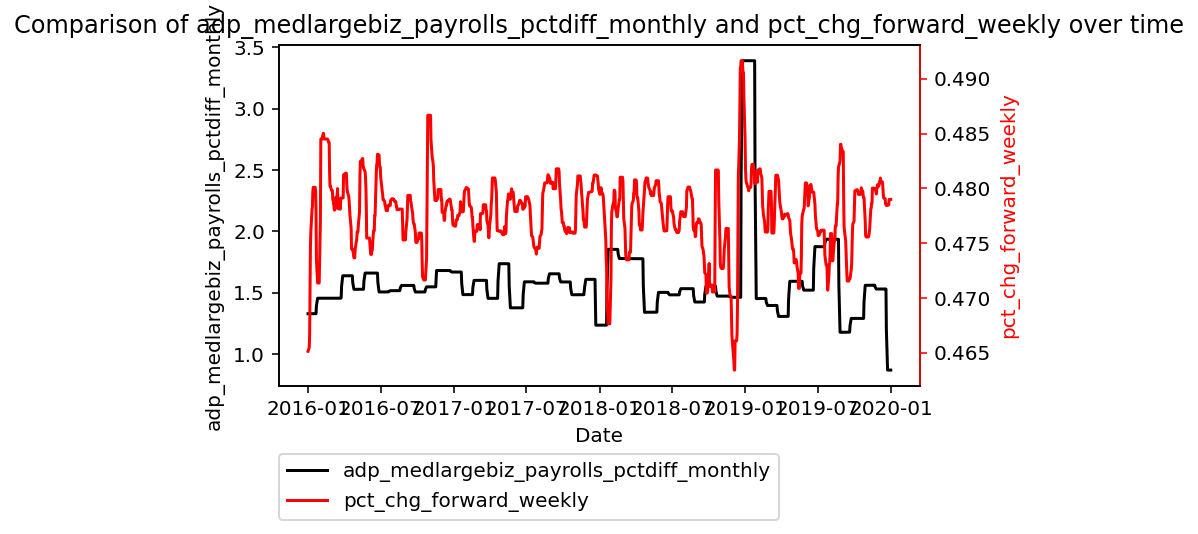 Comparison of adp_medlargebiz_payrolls_pctdiff_monthly and pct_chg_forward_weekly over time
adp_medlargebiz_payrolls_pctdiff_monthly
3.5
3.0
2.5
2.0
1.5
1.0
0.490
0.485
0.480
0.475
0.470
0.465
pct_chg_forward_weekly
2016-01 2016-07 2017-01 2017-07 2018-01 2018-07 2019-01 2019-07 2020-01
Date
adp_medlargebiz_payrolls_pctdiff_monthly
pct_chg_forward_weekly